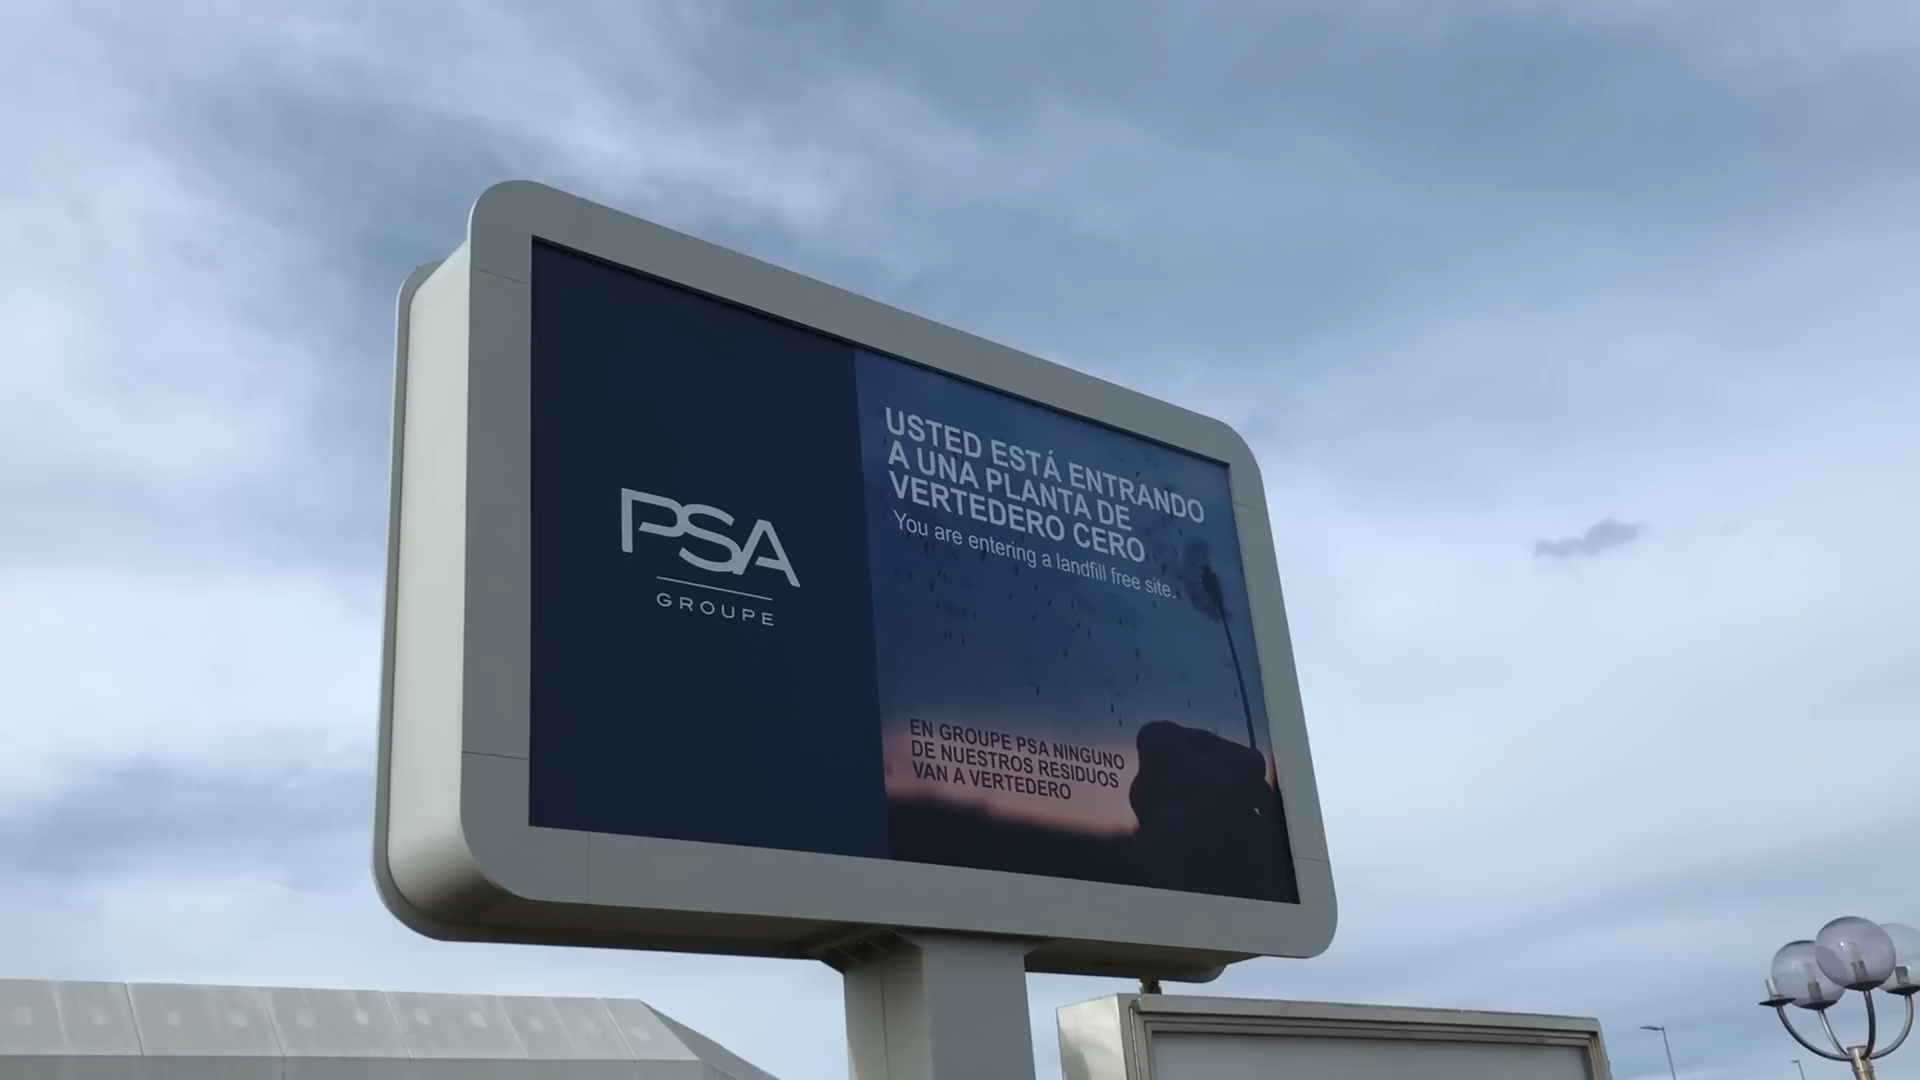 PSA
GROUPE
USTED ESTÁ ENTRANDO
A UNA PLANTA DE
VERTEDERO CERO
You are entering a landfill free site.
EN GROUPE PSA NINGUNO
DE NUESTROS RESIDUOS
VAN A VERTEDERO